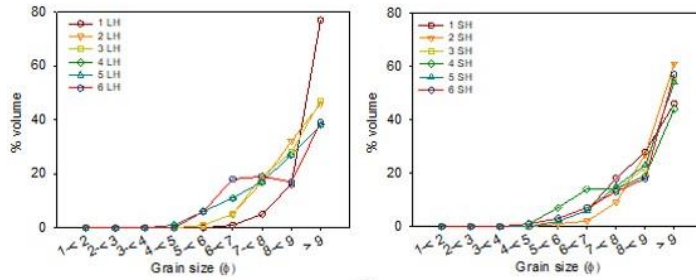 80
60
40
20
0
% volume
1 LH
2 LH
3 LH
4 LH
5 LH
6 LH
1-< 2
2-< 3
3-< 4
4-< 5
5-< 6
6-< 7
7-< 8
8-< 9
> 9
Grain size (ϕ)
80
60
40
20
0
% volume
1 SH
2 SH
3 SH
4 SH
5 SH
6 SH
1-< 2
2-< 3
3-< 4
4-< 5
5-< 6
6-< 7
7-< 8
8-< 9
> 9
Grain size (ϕ)